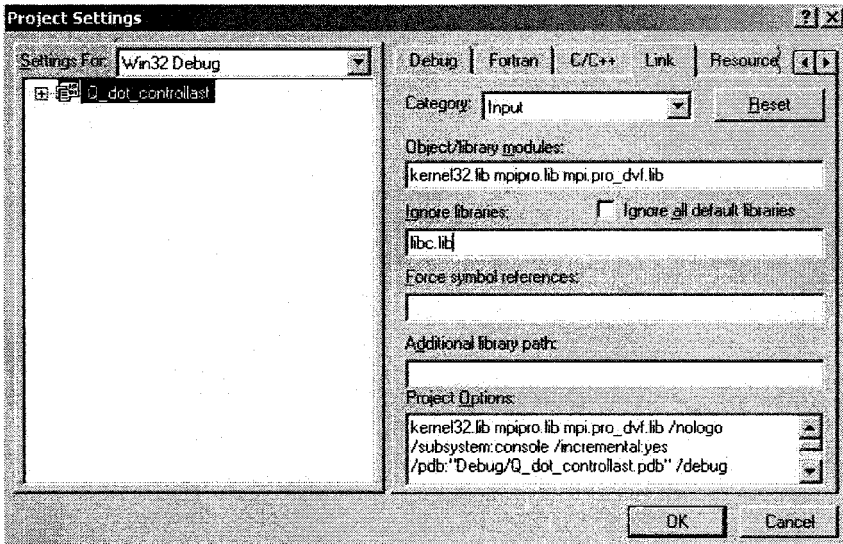 Project Settings
Settings For: Win32 Debug
Q_dot_controllast
Debug Fortran C/C++ Link Resource
Category: Input Reset
Object/library modules:
kernel32.lib mpipro.lib mpi.pro_dvf.lib
Ignore libraries: Ignore all default libraries
libc.lib
Force symbol references:
Additional library path:
Project Options:
kernel32.lib mpipro.lib mpi.pro_dvf.lib /nologo
/subsystem:console /incremental:yes
/pdb:"Debug/Q_dot_controllast.pdb" /debug
OK Cancel